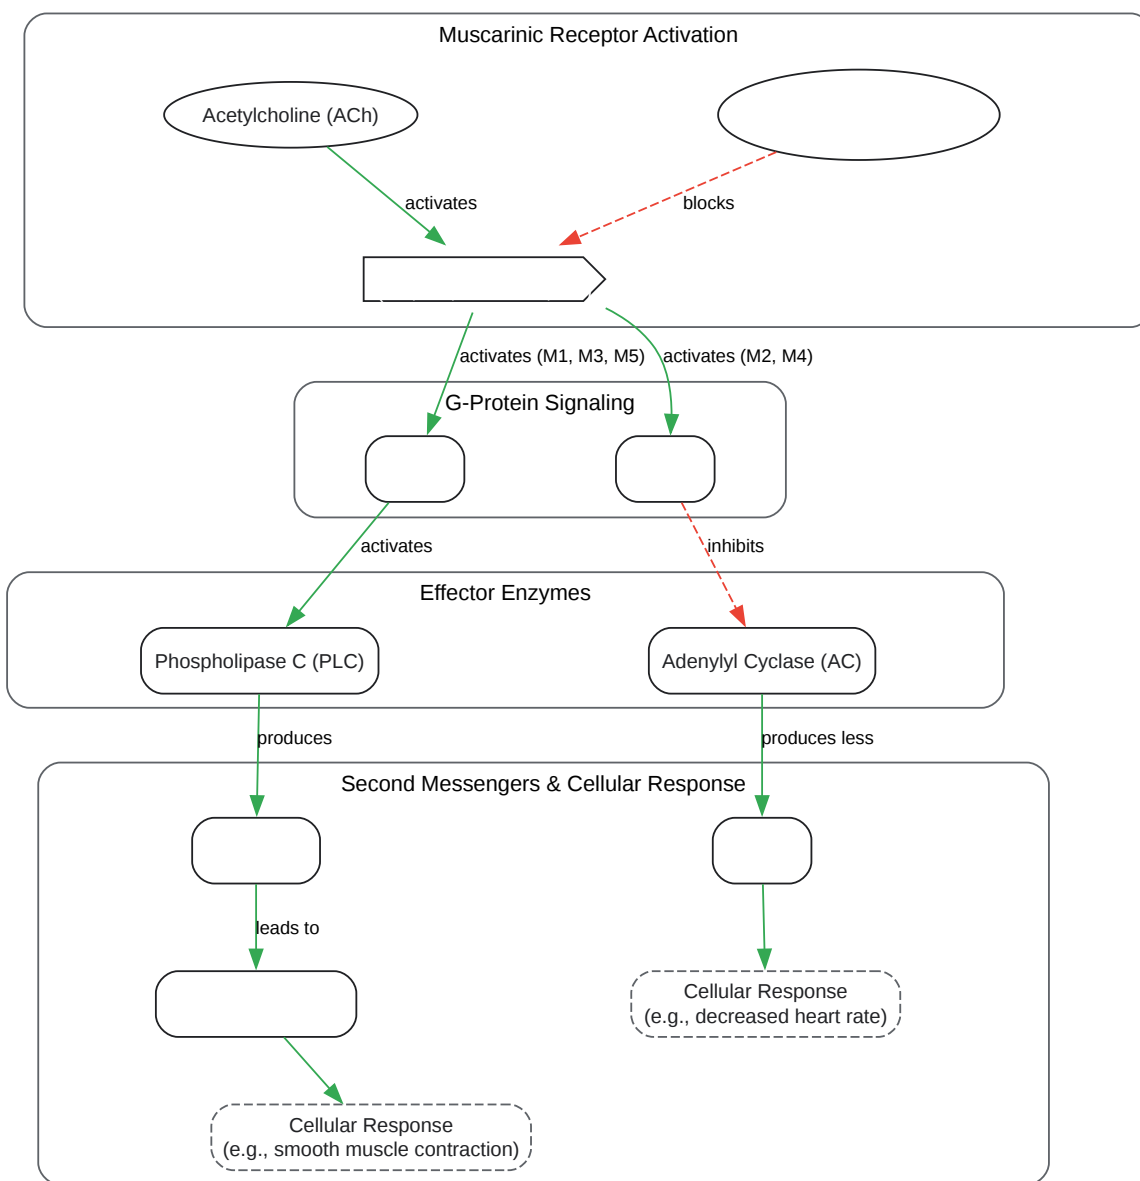 Muscarinic Receptor Activation
Acetylcholine (ACh)
activates
blocks
activates (M1, M3, M5)
activates (M2, M4)
G-Protein Signaling
activates
inhibits
Effector Enzymes
Phospholipase C (PLC)
Adenylyl Cyclase (AC)
produces
produces less
Second Messengers & Cellular Response
leads to
Cellular Response
(e.g., decreased heart rate)
Cellular Response
(e.g., smooth muscle contraction)